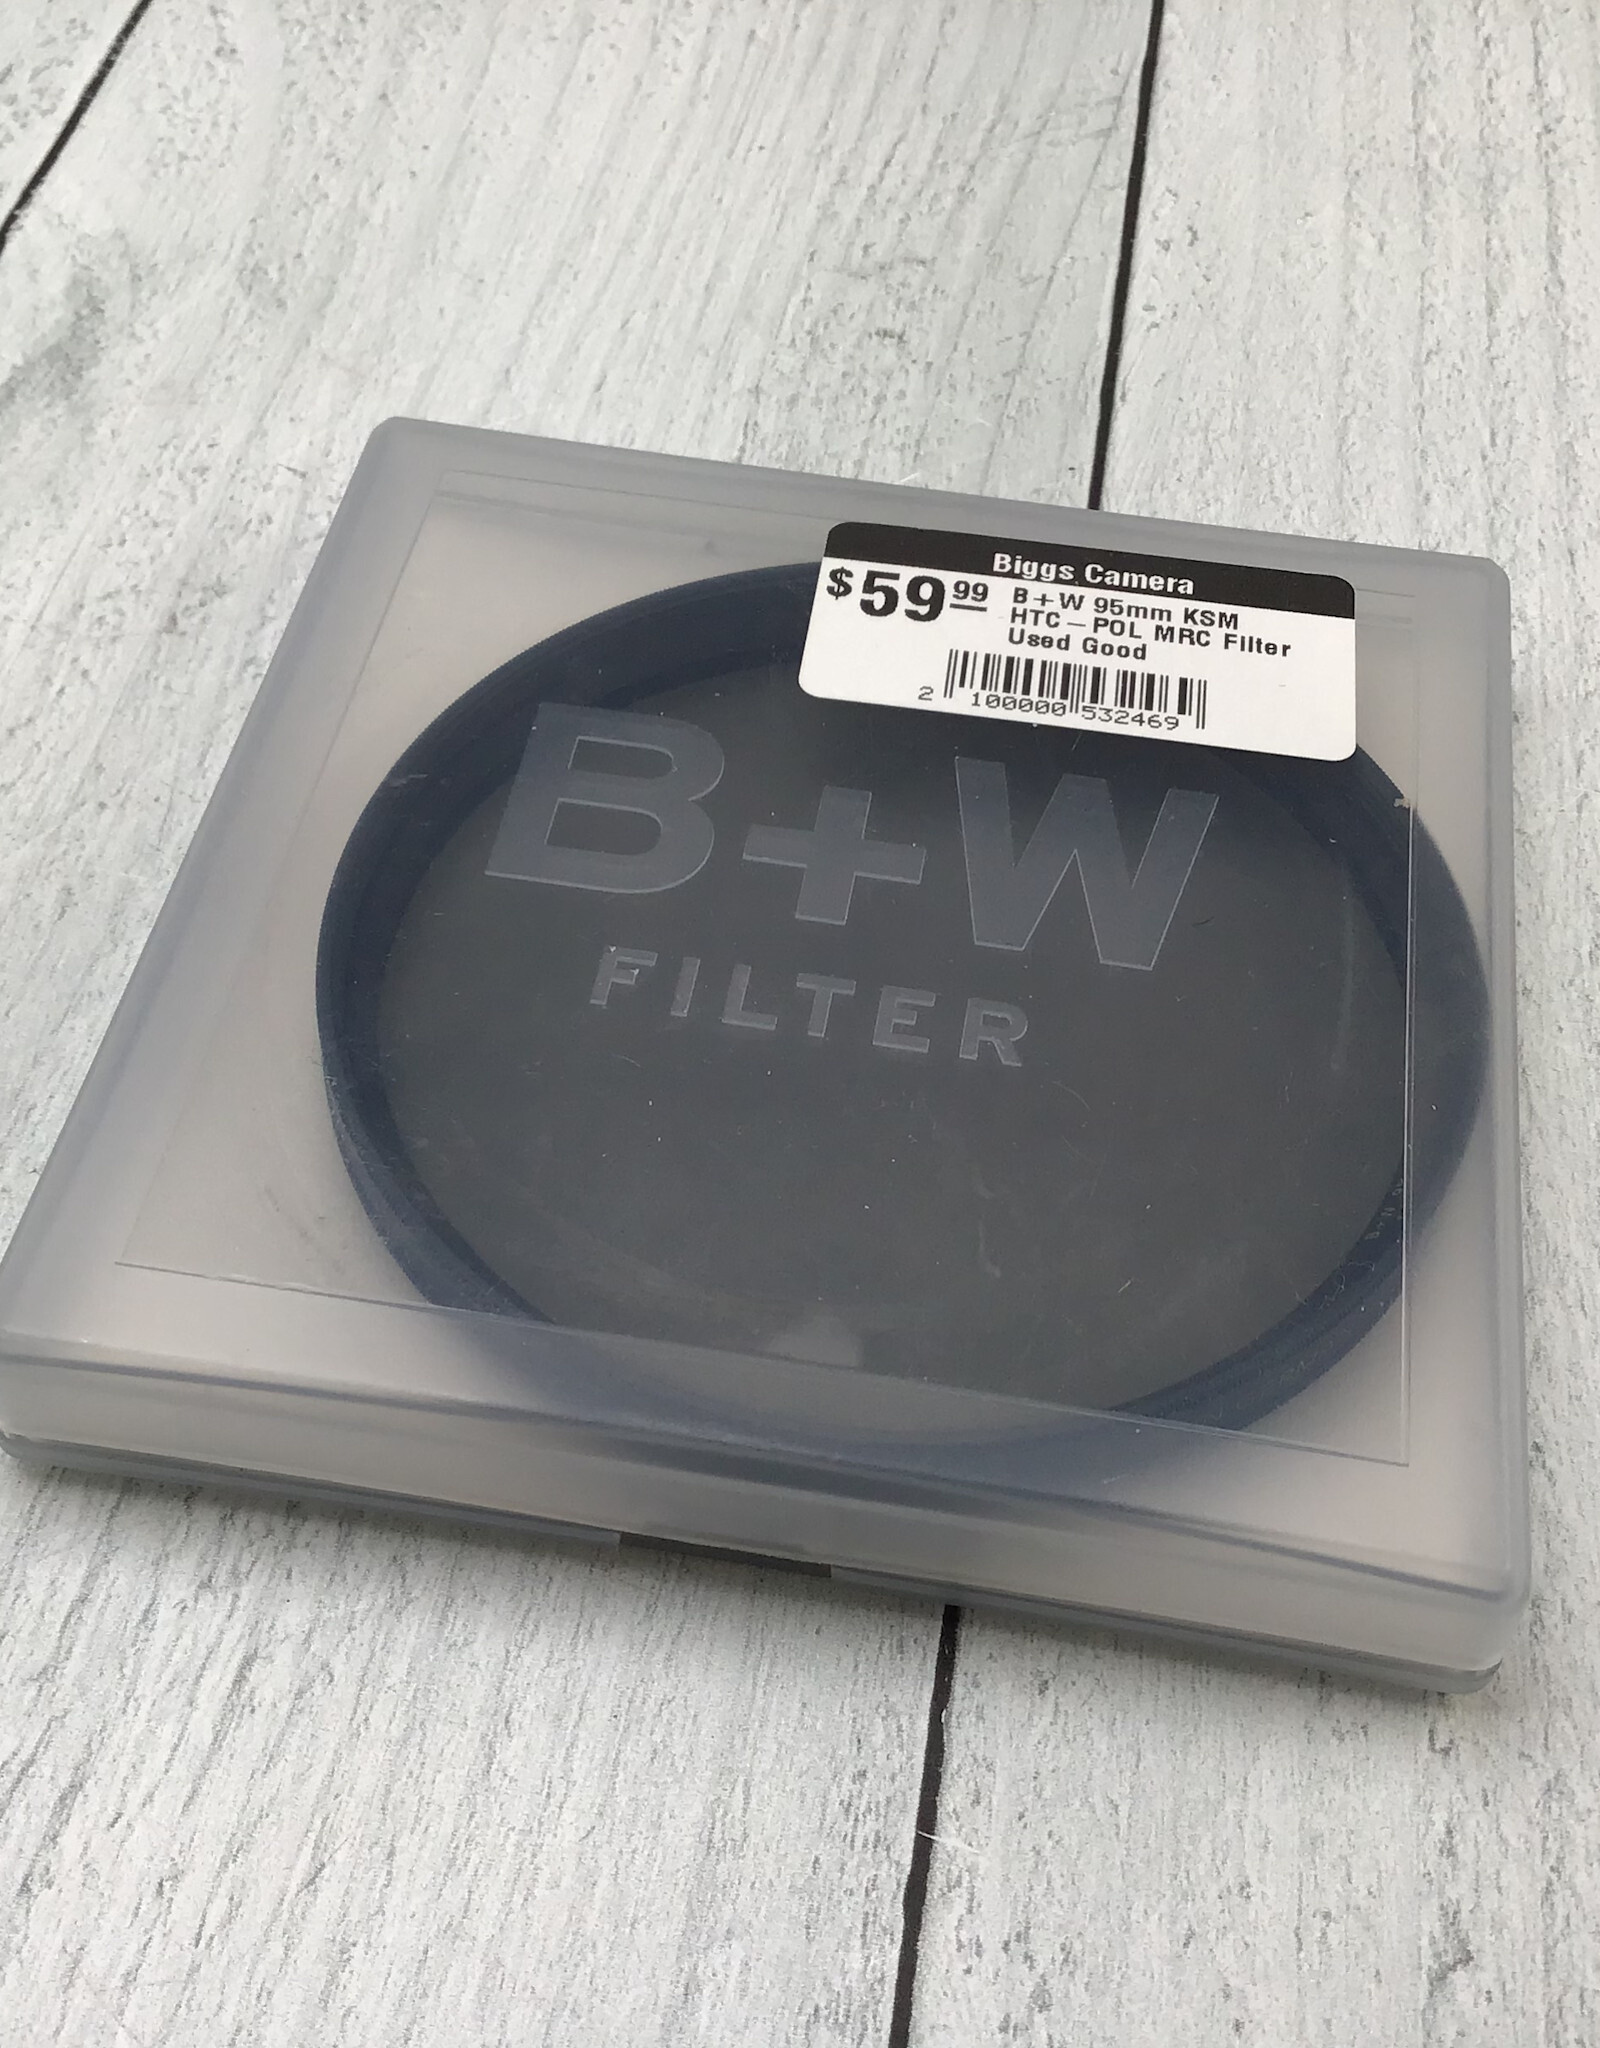 Biggs Camera
$59 99
B+W 95mm KSM
HTC-POL MRC Filter
Used Good
2 100000 532469
B+W
FILTER